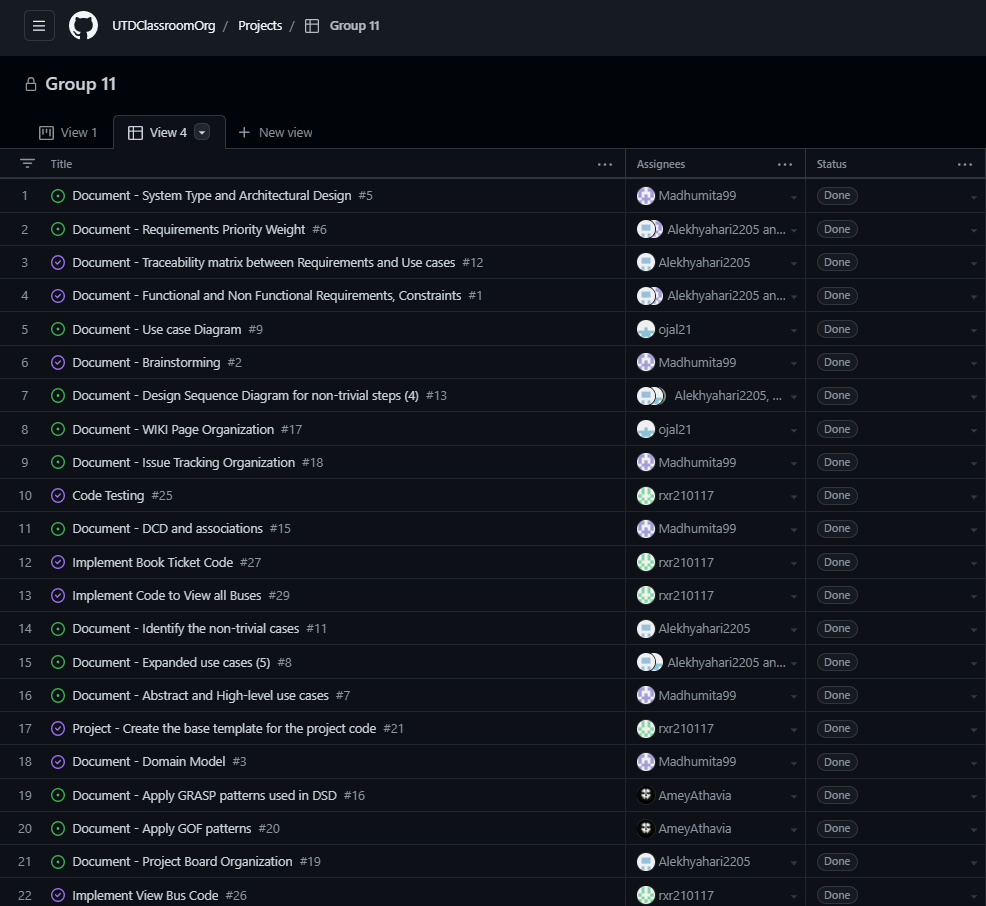 UTDClassroomOrg / Projects / Group 11
Group 11
View 1 View 4 + New view
Title ... Assignees ... Status ...
1 Document - System Type and Architectural Design #5 Madhumita99 Done
2 Document - Requirements Priority Weight #6 Alekhyahari2205 an... Done
3 Document - Traceability matrix between Requirements and Use cases #12 Alekhyahari2205 Done
4 Document - Functional and Non Functional Requirements, Constraints #1 Alekhyahari2205 an... Done
5 Document - Use case Diagram #9 ojal21 Done
6 Document - Brainstorming #2 Madhumita99 Done
7 Document - Design Sequence Diagram for non-trivial steps (4) #13 Alekhyahari2205, ... Done
8 Document - WIKI Page Organization #17 ojal21 Done
9 Document - Issue Tracking Organization #18 Madhumita99 Done
10 Code Testing #25 rxr210117 Done
11 Document - DCD and associations #15 Madhumita99 Done
12 Implement Book Ticket Code #27 rxr210117 Done
13 Implement Code to View all Buses #29 rxr210117 Done
14 Document - Identify the non-trivial cases #11 Alekhyahari2205 Done
15 Document - Expanded use cases (5) #8 Alekhyahari2205 an... Done
16 Document - Abstract and High-level use cases #7 Madhumita99 Done
17 Project - Create the base template for the project code #21 rxr210117 Done
18 Document - Domain Model #3 Madhumita99 Done
19 Document - Apply GRASP patterns used in DSD #16 AmeyAthavia Done
20 Document - Apply GOF patterns #20 AmeyAthavia Done
21 Document - Project Board Organization #19 Alekhyahari2205 Done
22 Implement View Bus Code #26 rxr210117 Done